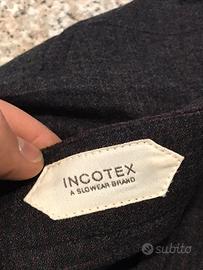 INCOTEX
A SLOWEAR BRAND
subito